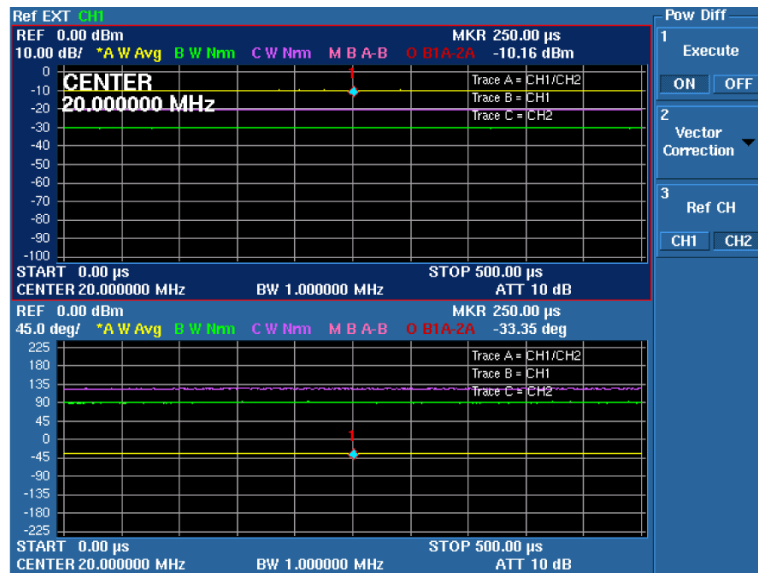 Ref EXT CH1
REF 0.00 dBm MKR 250.00 µs
10.00 dB/ *A W Avg B W Nrm C W Nrm M B A-B O B1A-2A -10.16 dBm
0
-10
-20
-30
-40
-50
-60
-70
-80
-90
-100
CENTER
20.000000 MHz
1
Trace A = CH1/CH2
Trace B = CH1
Trace C = CH2
START 0.00 µs STOP 500.00 µs
CENTER 20.000000 MHz BW 1.000000 MHz ATT 10 dB
REF 0.00 dBm MKR 250.00 µs
45.0 deg/ *A W Avg B W Nrm C W Nrm M B A-B O B1A-2A -33.35 deg
225
180
135
90
45
0
-45
-90
-135
-180
-225
1
Trace A = CH1/CH2
Trace B = CH1
Trace C = CH2
START 0.00 µs STOP 500.00 µs
CENTER 20.000000 MHz BW 1.000000 MHz ATT 10 dB
Pow Diff
1
Execute
ON OFF
2
Vector
Correction
3
Ref CH
CH1 CH2